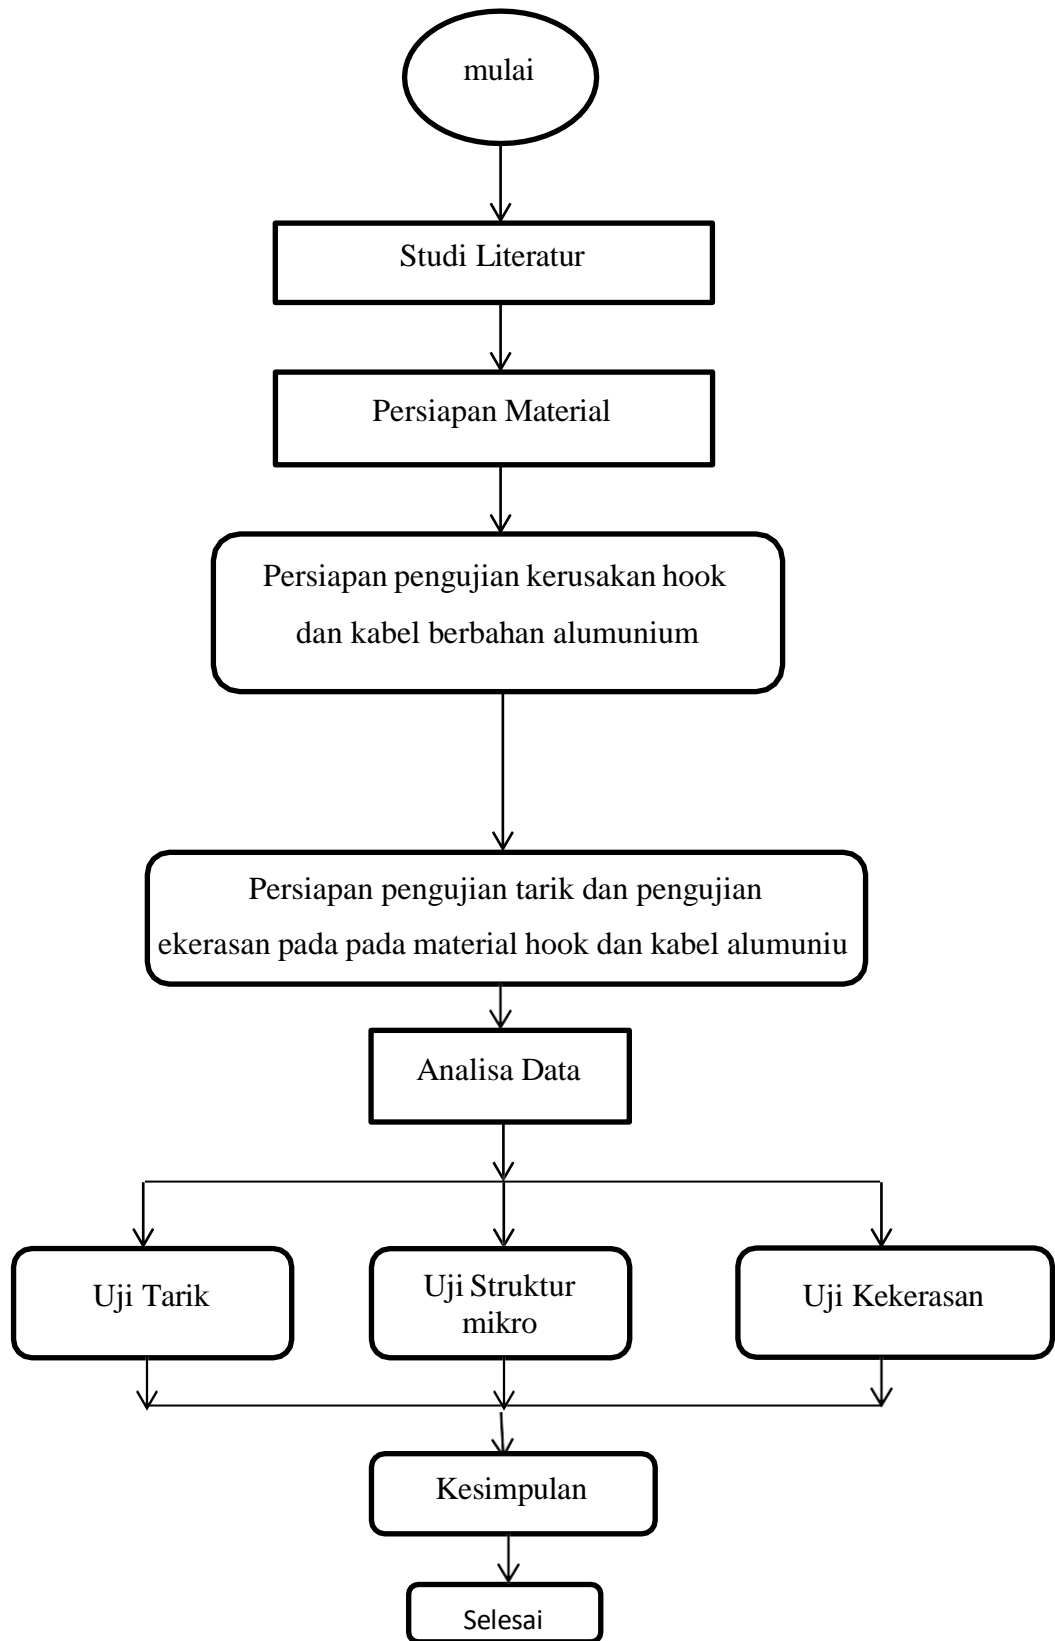 mulai
Studi Literatur
Persiapan Material
Persiapan pengujian kerusakan hook
dan kabel berbahan alumunium
Persiapan pengujian tarik dan pengujian
ekerasan pada pada material hook dan kabel alumuniu
Analisa Data
Uji Tarik
Uji Struktur
mikro
Uji Kekerasan
Kesimpulan
Selesai